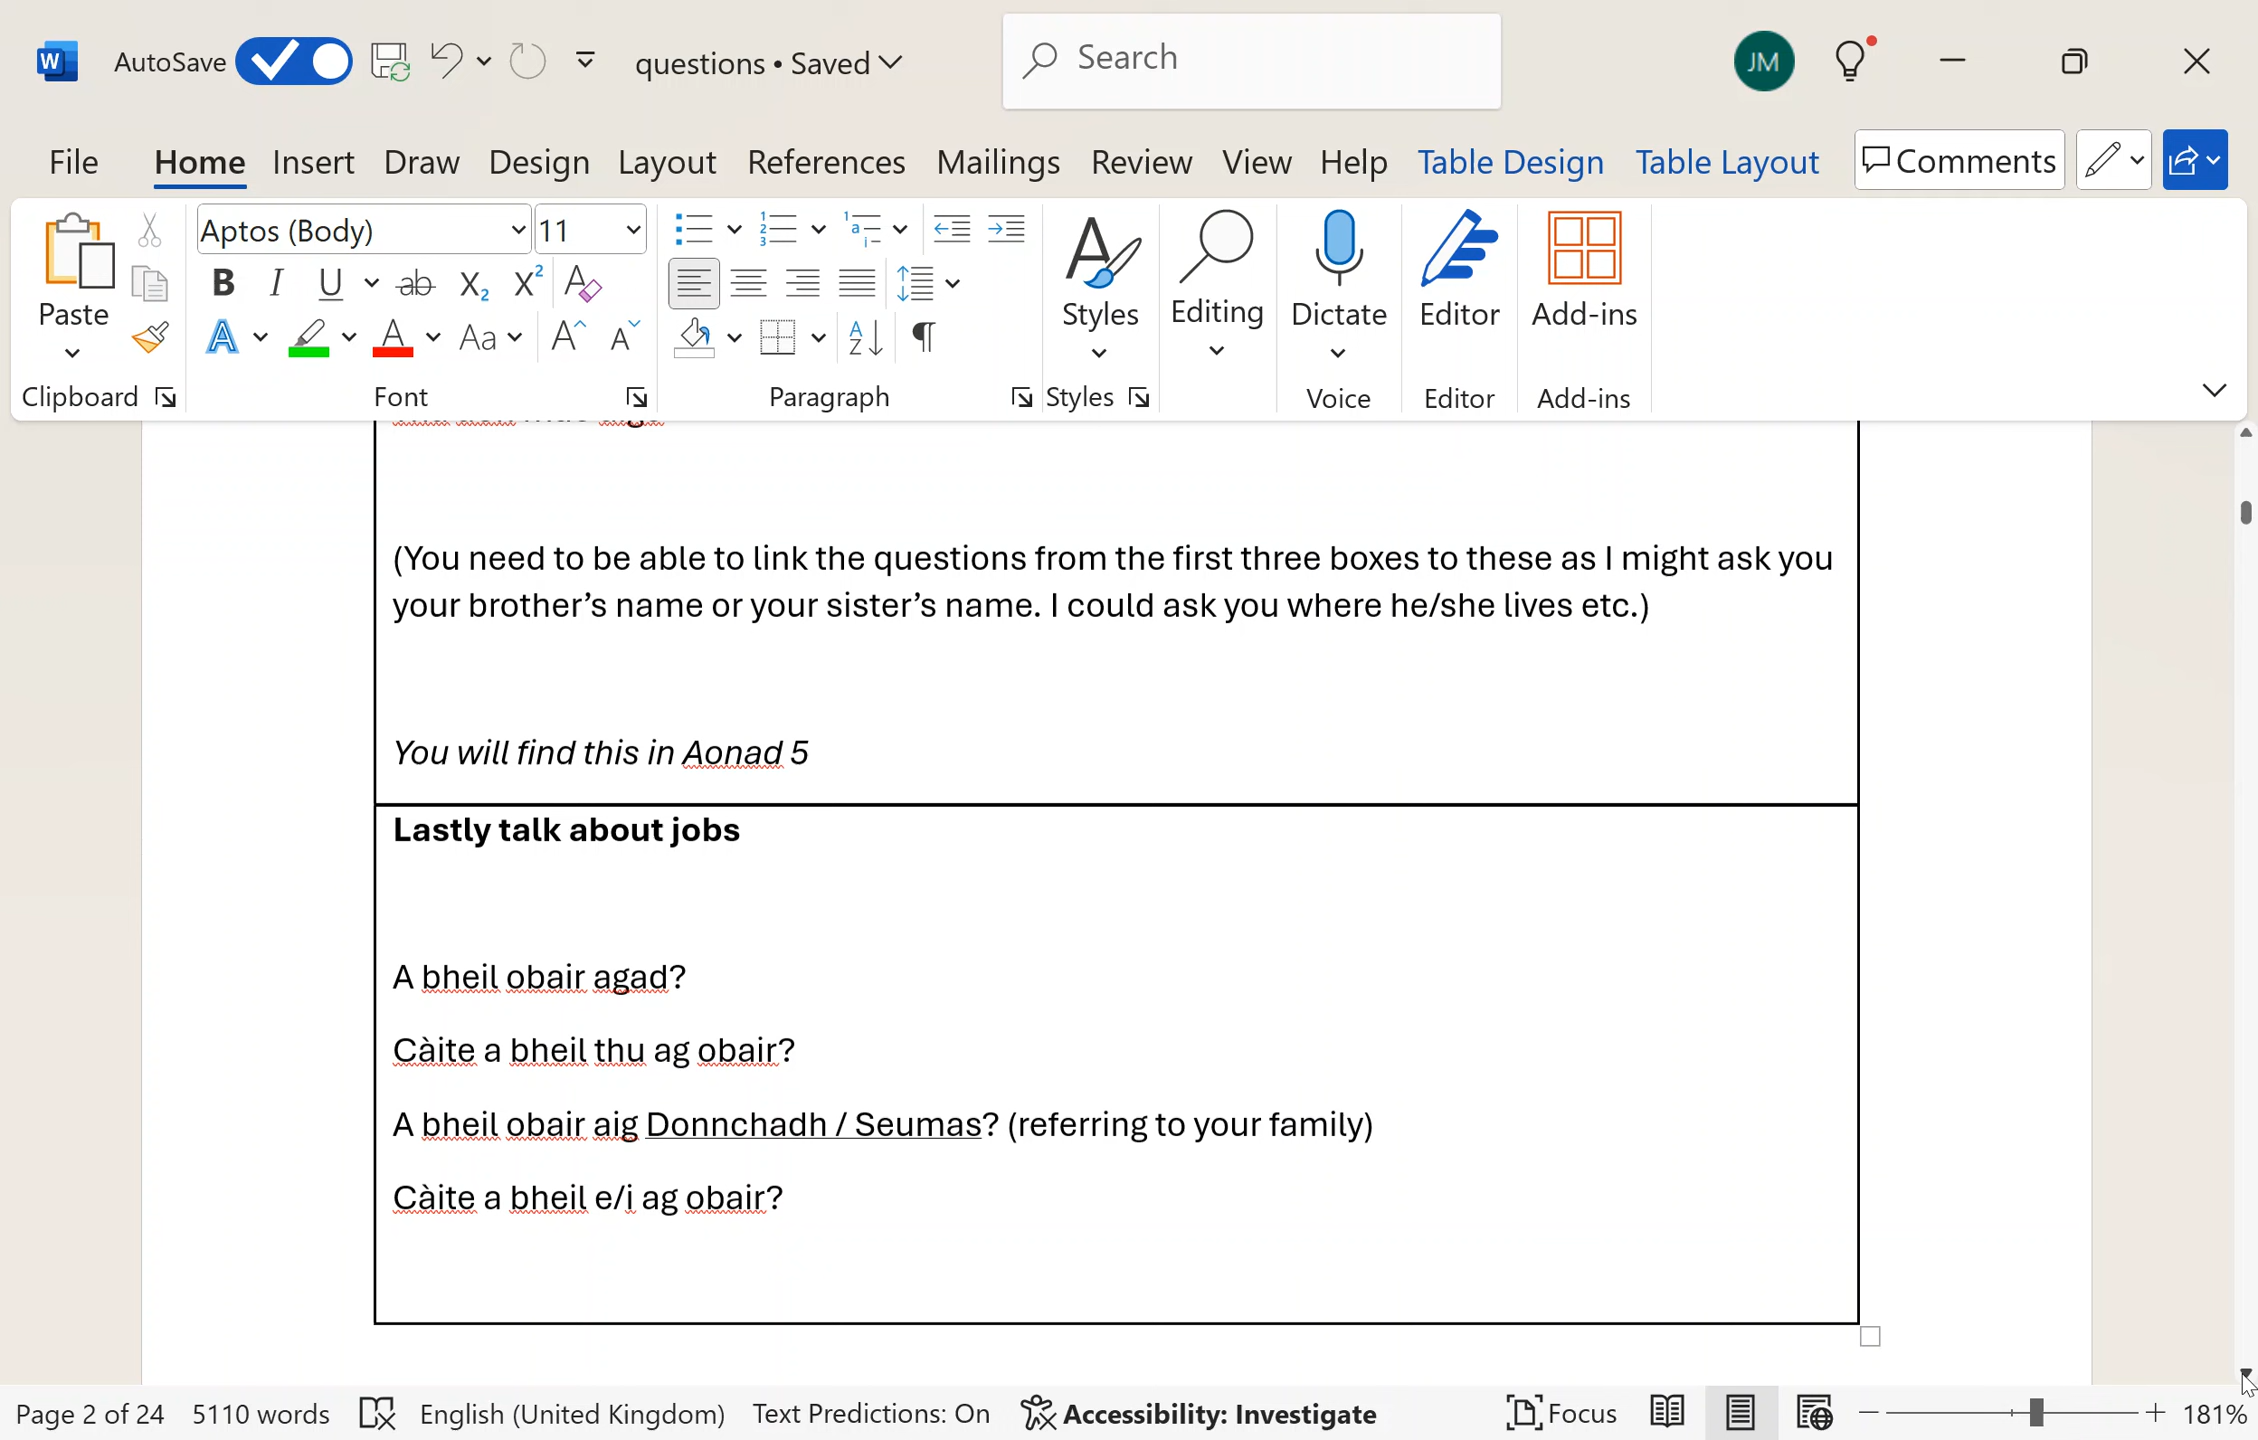 AutoSave
questions • Saved
Search
JM
File Home Insert Draw Design Layout References Mailings Review View Help Table Design Table Layout Comments
Aptos (Body) 11
Paste
Styles Editing Dictate Editor Add-ins
Clipboard Font Paragraph Styles Voice Editor Add-ins
(You need to be able to link the questions from the first three boxes to these as I might ask you
your brother’s name or your sister’s name. I could ask you where he/she lives etc.)
You will find this in Aonad 5
Lastly talk about jobs
A bheil obair agad?
Càite a bheil thu ag obair?
A bheil obair aig Donnchadh / Seumas? (referring to your family)
Càite a bheil e/i ag obair?
Page 2 of 24 5110 words English (United Kingdom) Text Predictions: On Accessibility: Investigate Focus 181%